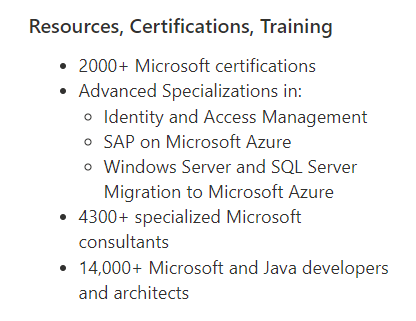 Resources, Certifications, Training
• 2000+ Microsoft certifications
• Advanced Specializations in:
◦ Identity and Access Management
◦ SAP on Microsoft Azure
◦ Windows Server and SQL Server
Migration to Microsoft Azure
• 4300+ specialized Microsoft
consultants
• 14,000+ Microsoft and Java developers
and architects